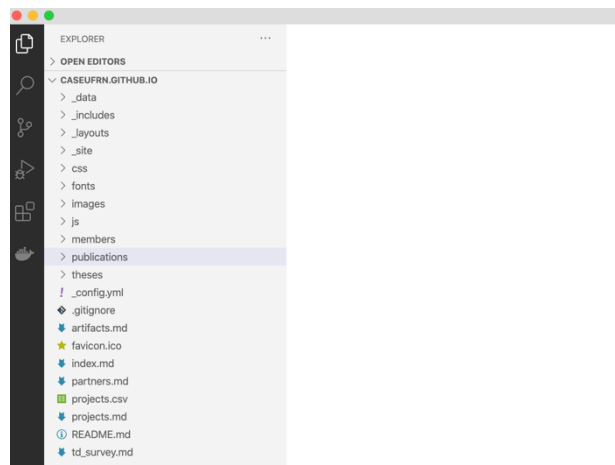 EXPLORER
OPEN EDITORS
CASEUFRN.GITHUB.IO
_data
_includes
_layouts
_site
css
fonts
images
js
members
publications
theses
_config.yml
.gitignore
artifacts.md
favicon.ico
index.md
partners.md
projects.csv
projects.md
README.md
td_survey.md